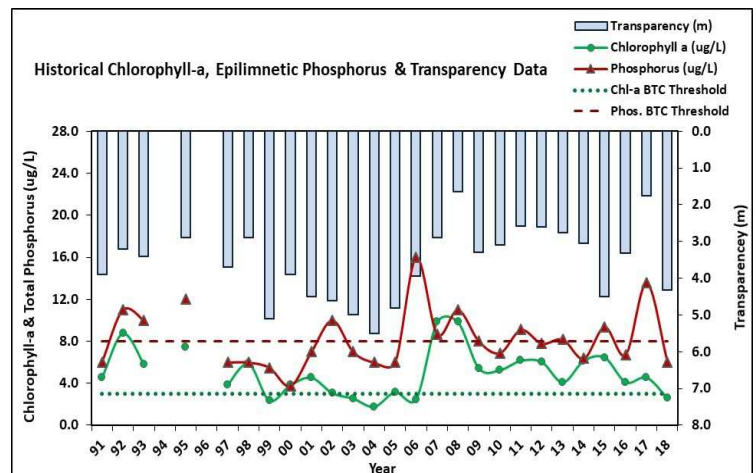 Transparency (m)
Chlorophyll a (ug/L)
Historical Chlorophyll-a, Epilimnetic Phosphorus & Transparency Data
Phosphorus (ug/L)
Chl-a BTC Threshold
Phos. BTC Threshold
28.0
24.0
20.0
16.0
12.0
8.0
4.0
0.0
Chlorophyll-a & Total Phosphorus (ug/L)
0.0
1.0
2.0
3.0
4.0
5.0
6.0
7.0
8.0
Transparencey (m)
91 92 93 94 95 96 97 98 99 00 01 02 03 04 05 06 07 08 09 10 11 12 13 14 15 16 17 18
Year